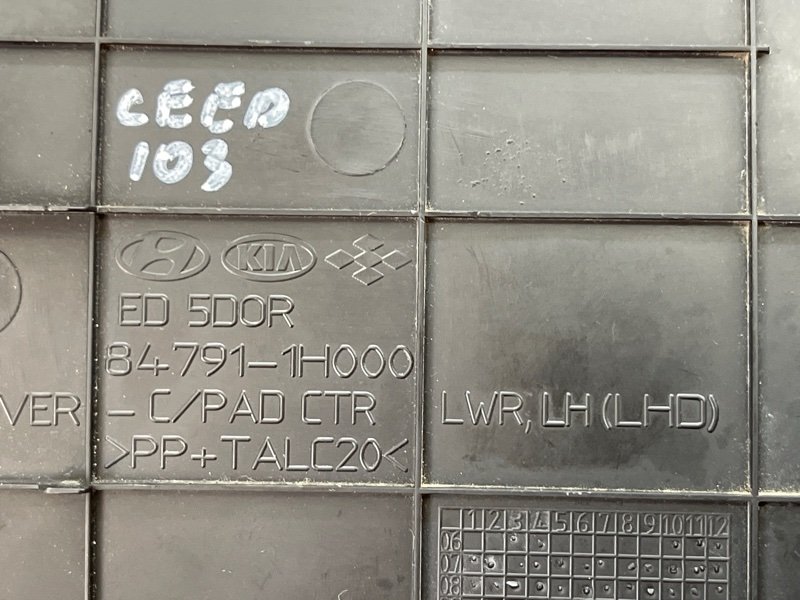 CEED
103
KIA
ED 5DOR
84791-1H000
VER - C/PAD CTR LWR, LH (LHD)
>PP+TALC20<
1 2 3 4 5 6 7 8 9 10 11 12
06
07
08